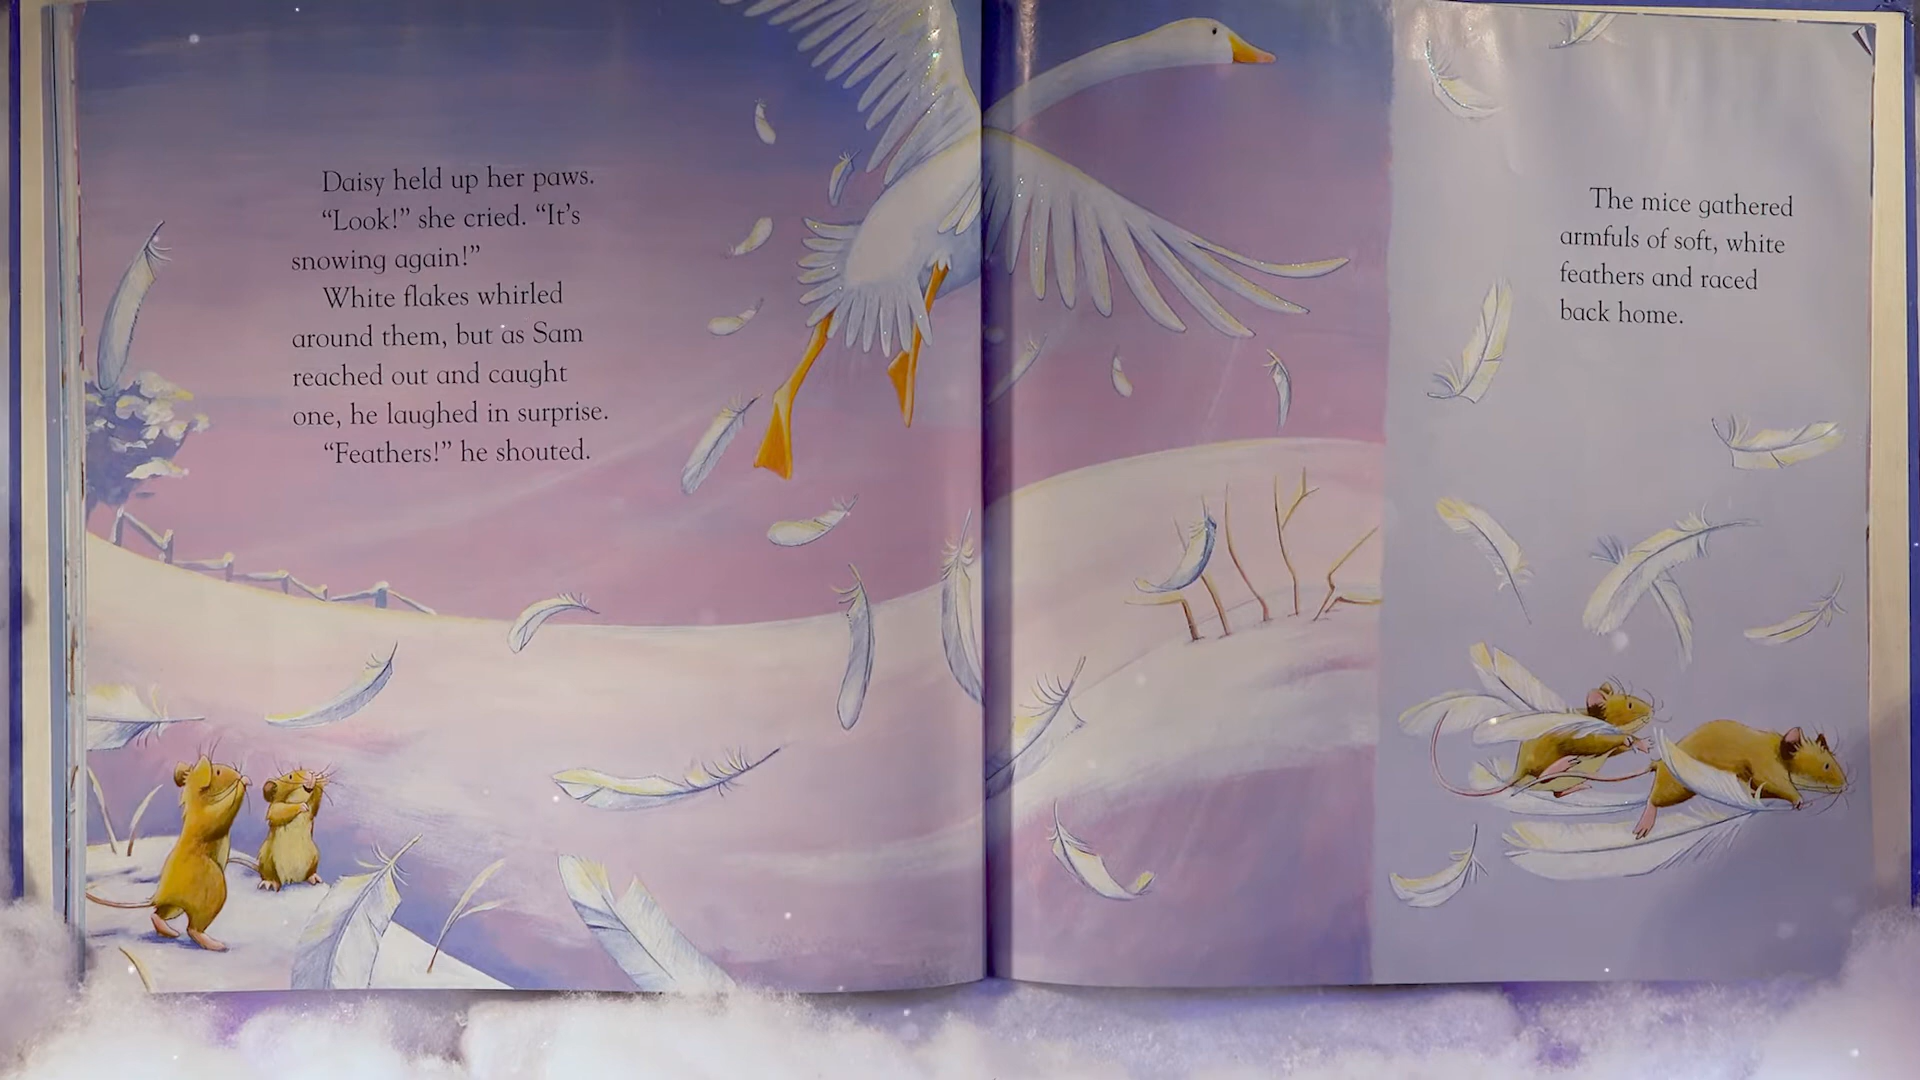 Daisy held up her paws.
“Look!” she cried. “It’s
snowing again!”
White flakes whirled
around them, but as Sam
reached out and caught
one, he laughed in surprise.
“Feathers!” he shouted.
The mice gathered
armfuls of soft, white
feathers and raced
back home.